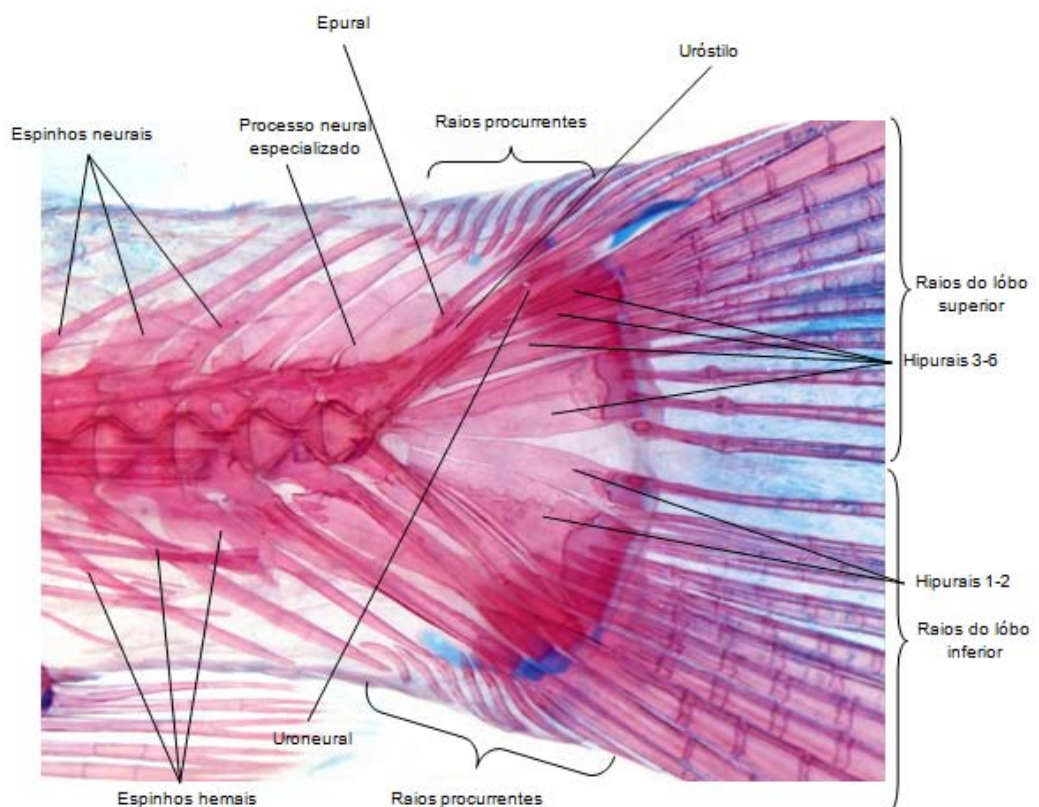 Epural
Uróstilo
Espinhos neurais
Processo neural
especializado
Raios procurrentes
Raios do lóbo
superior
Hipurais 3-6
Hipurais 1-2
Raios do lóbo
inferior
Uroneural
Espinhos hemais
Raios procurrentes